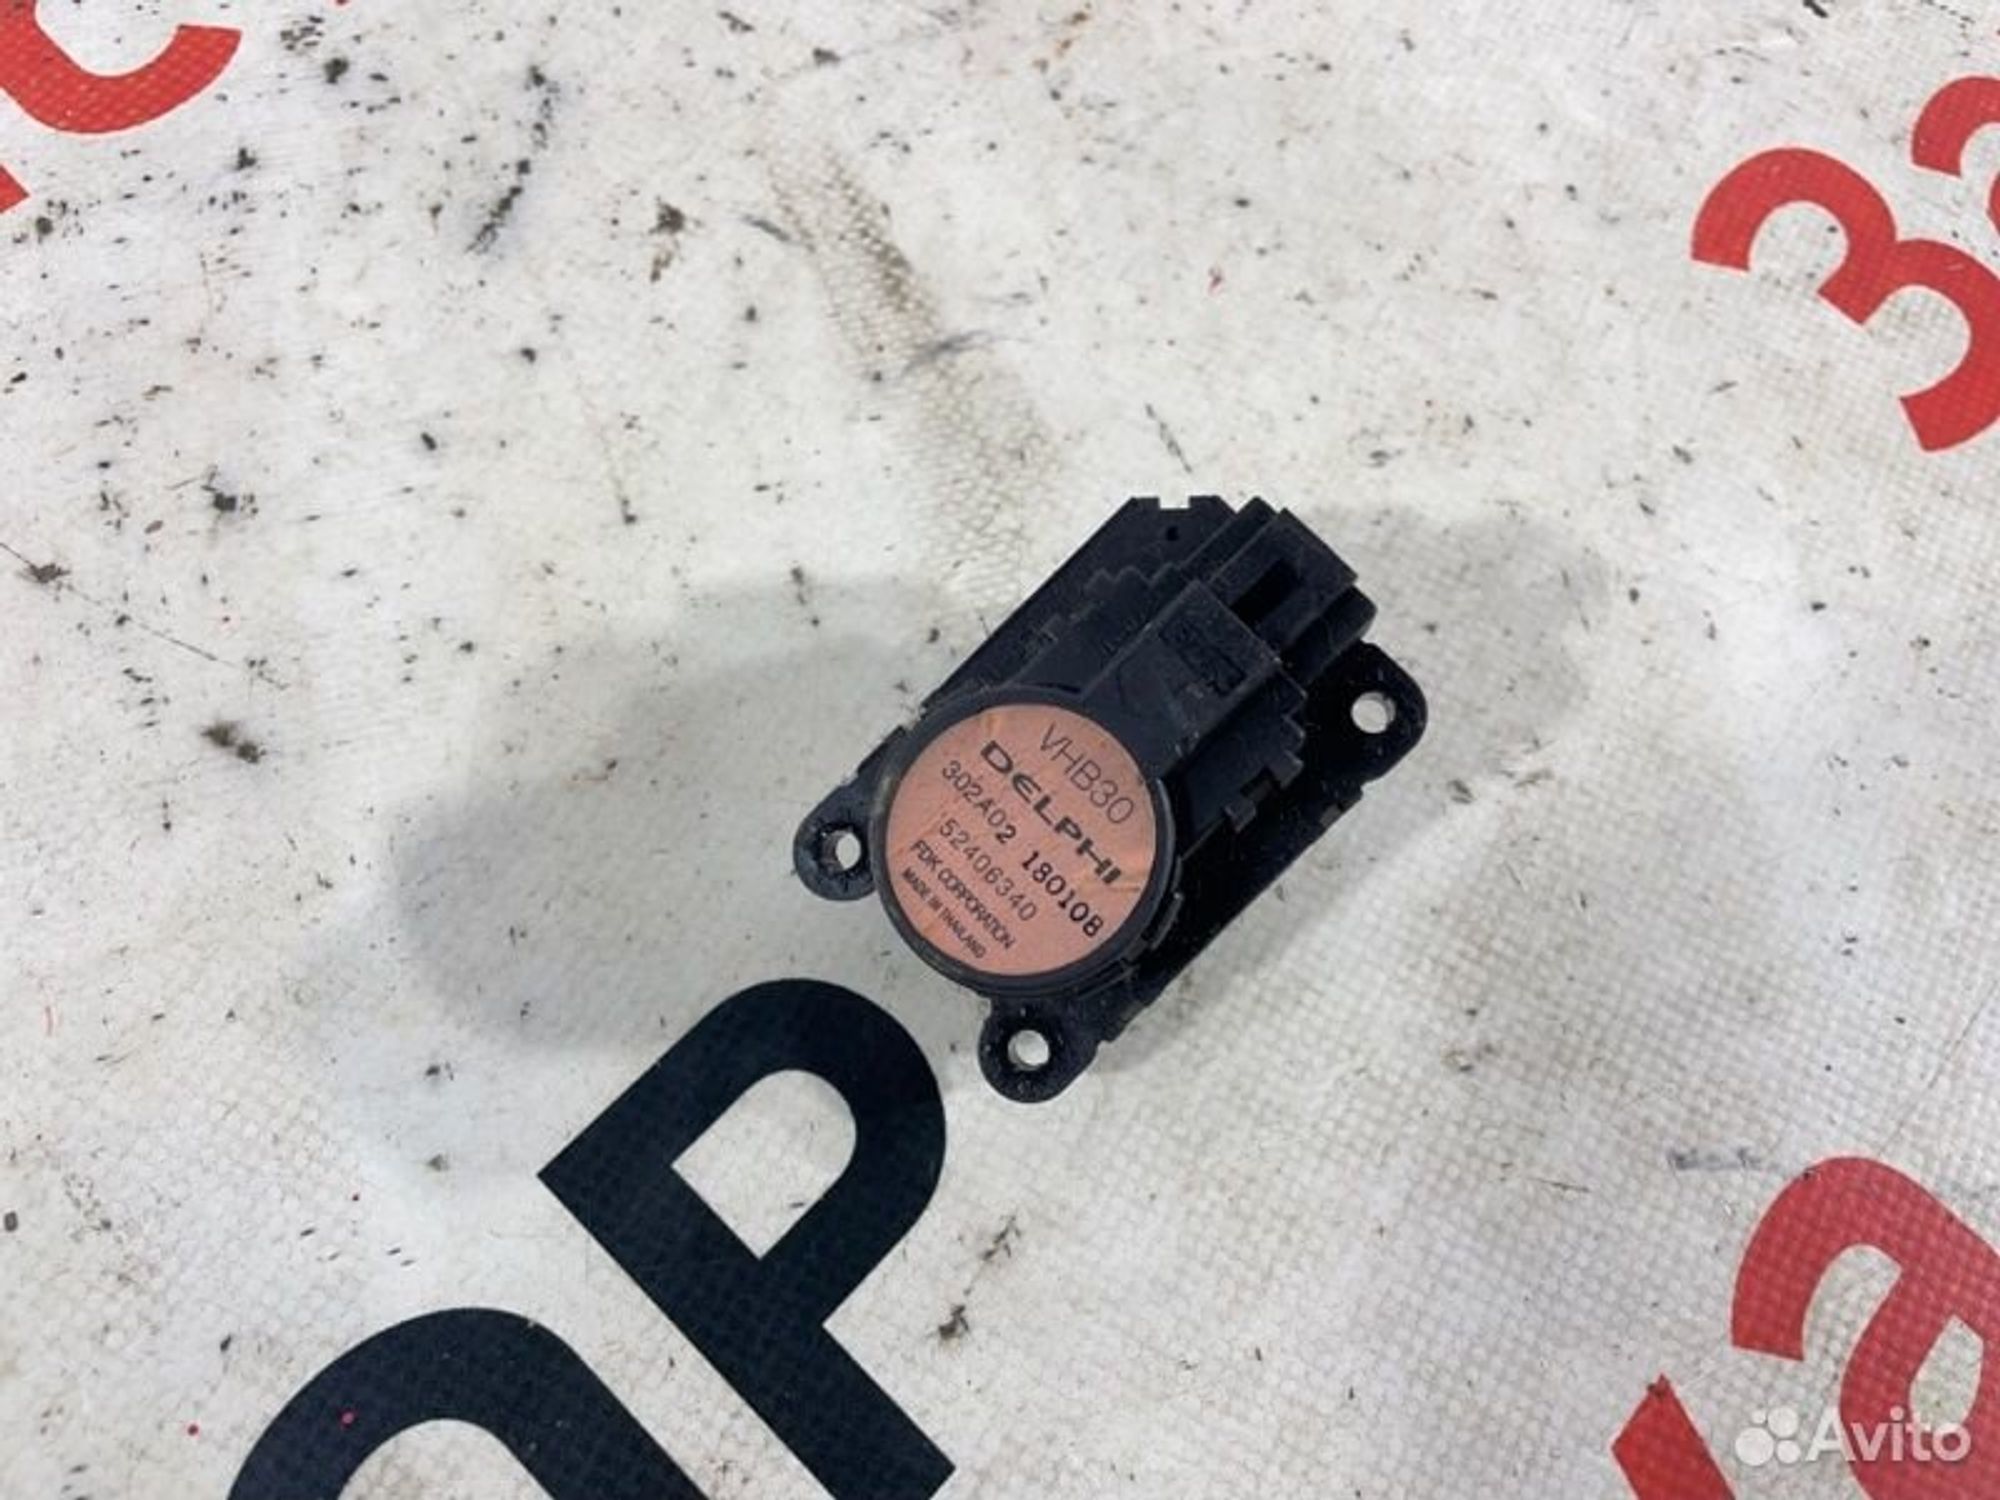 VHB30
DELPHI
302A02 180108
52406340
FDK CORPORATION
MADE IN THAILAND
Avito